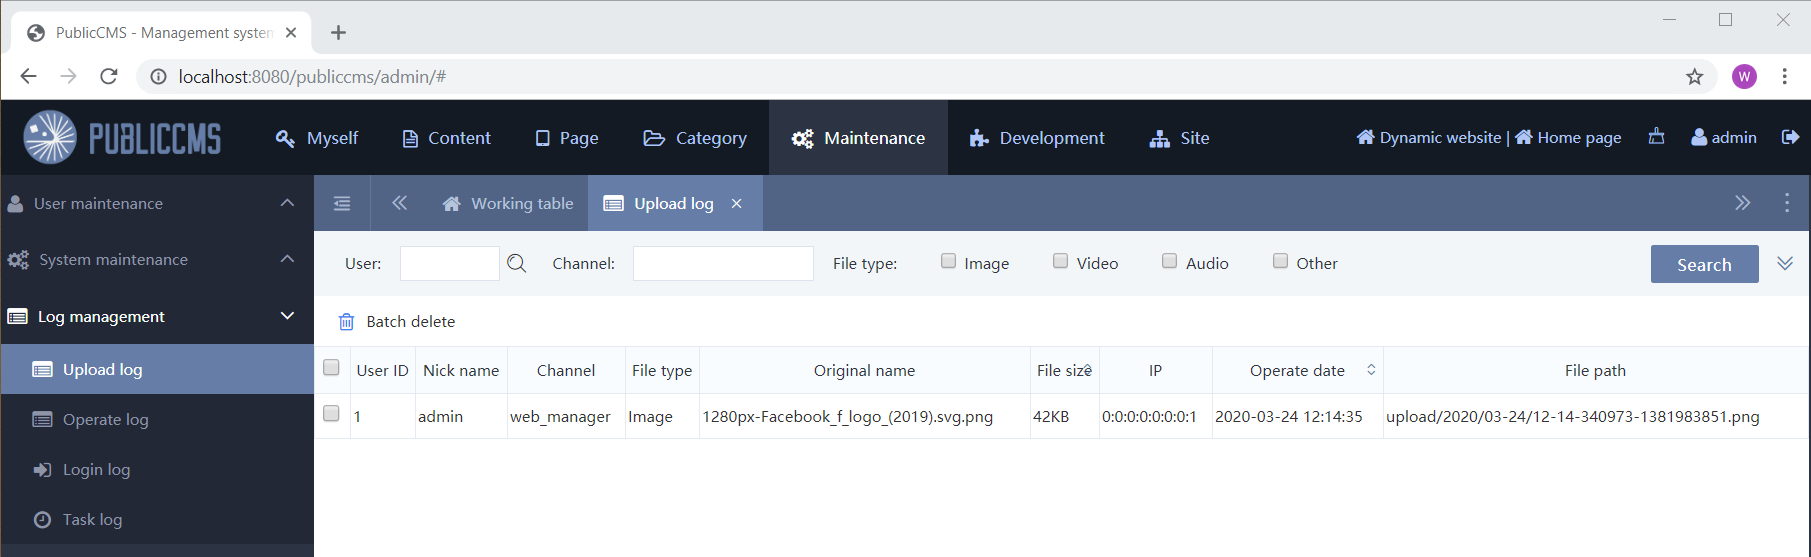 PublicCMS - Management system
localhost:8080/publiccms/admin/#
W
PUBLICCMS
Myself
Content
Page
Category
Maintenance
Development
Site
Dynamic website | Home page
admin
User maintenance
System maintenance
Log management
Upload log
Operate log
Login log
Task log
Working table
Upload log
User:
Channel:
File type:
Image
Video
Audio
Other
Search
Batch delete
User ID Nick name Channel File type Original name File size IP Operate date File path
1 admin web_manager Image 1280px-Facebook_f_logo_(2019).svg.png 42KB 0:0:0:0:0:0:0:1 2020-03-24 12:14:35 upload/2020/03-24/12-14-340973-1381983851.png